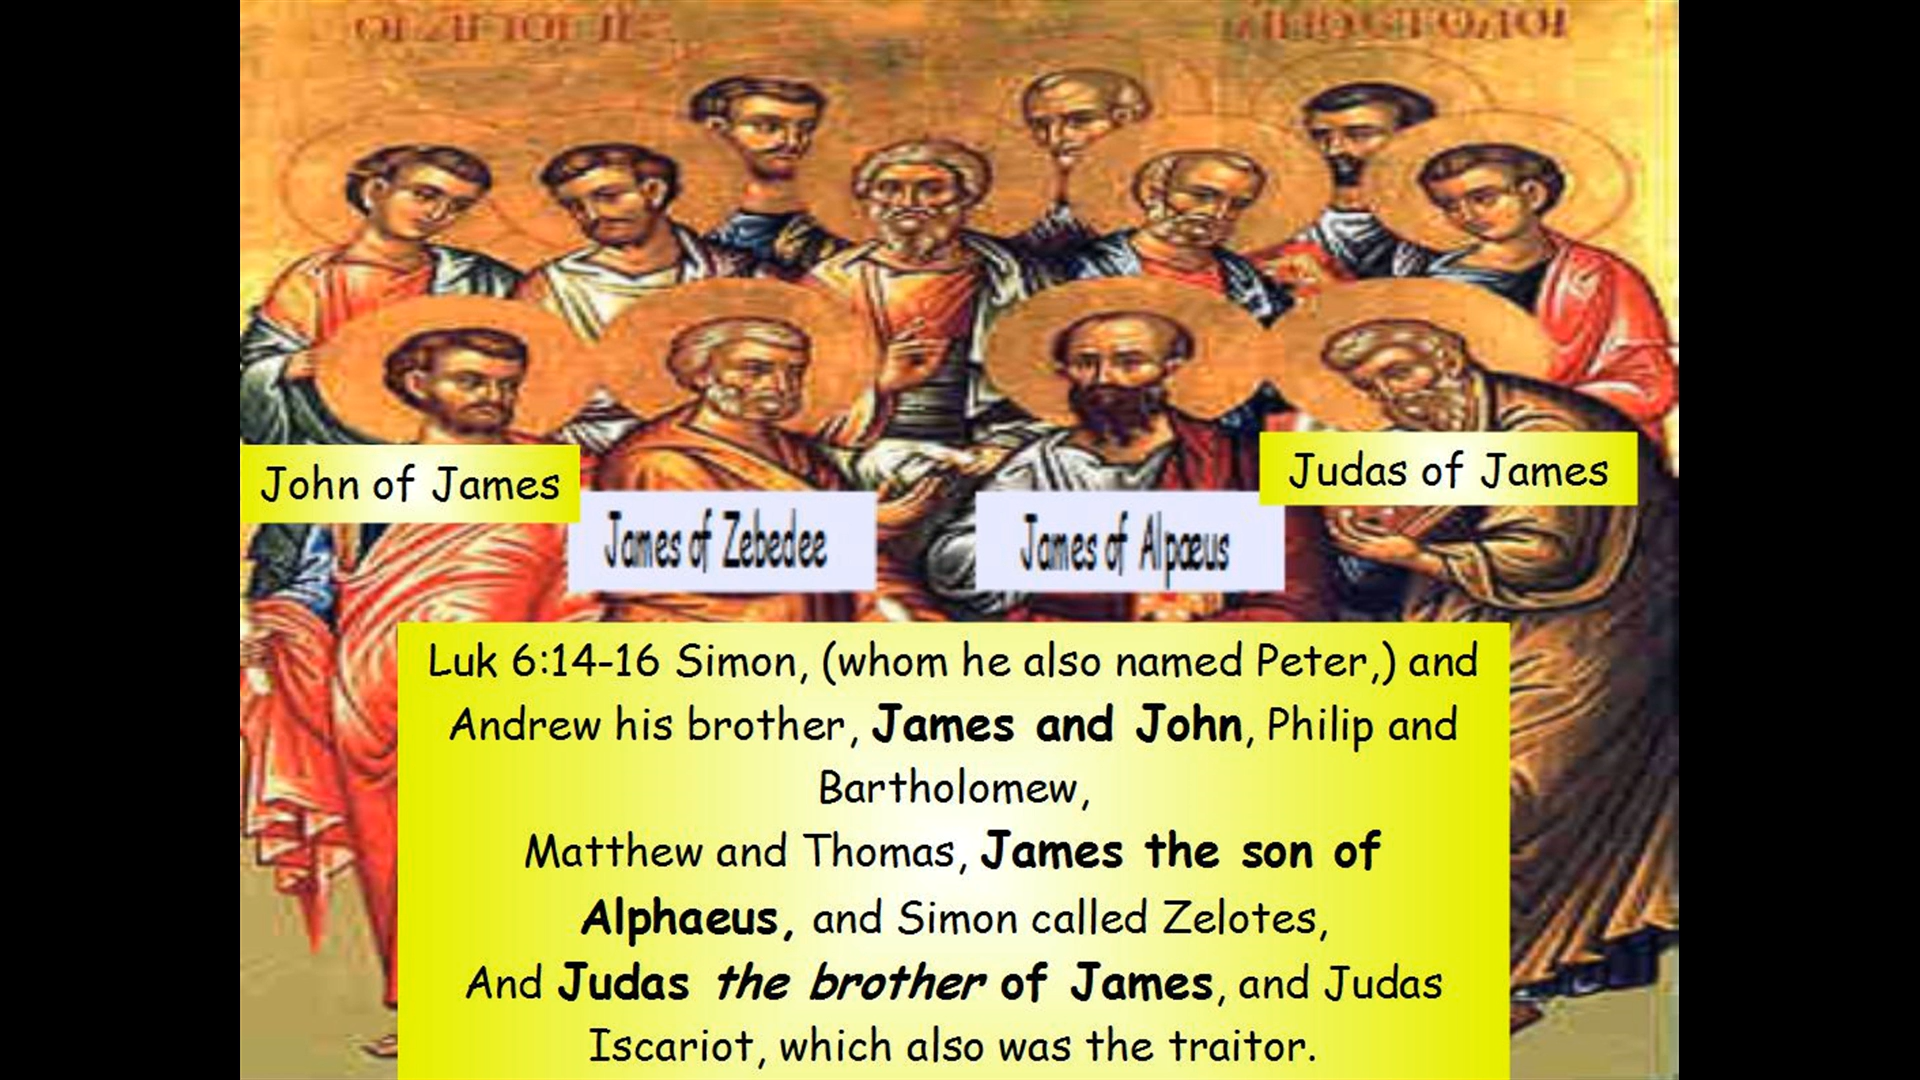 John of James
Judas of James
James of Zebedee
James of Alpæus
Luk 6:14-16 Simon, (whom he also named Peter,) and
Andrew his brother, James and John, Philip and
Bartholomew,
Matthew and Thomas, James the son of
Alphaeus, and Simon called Zelotes,
And Judas the brother of James, and Judas
Iscariot, which also was the traitor.